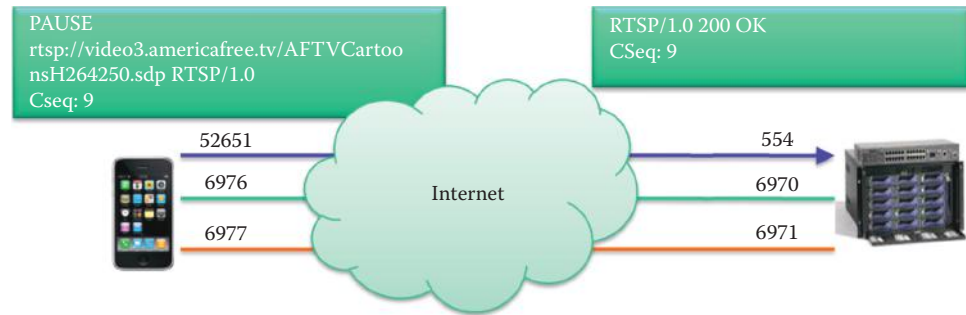 PAUSE
rtsp://video3.americafree.tv/AFTVCartoo
nsH264250.sdp RTSP/1.0
Cseq: 9
RTSP/1.0 200 OK
CSeq: 9
52651
554
6976
6970
Internet
6977
6971